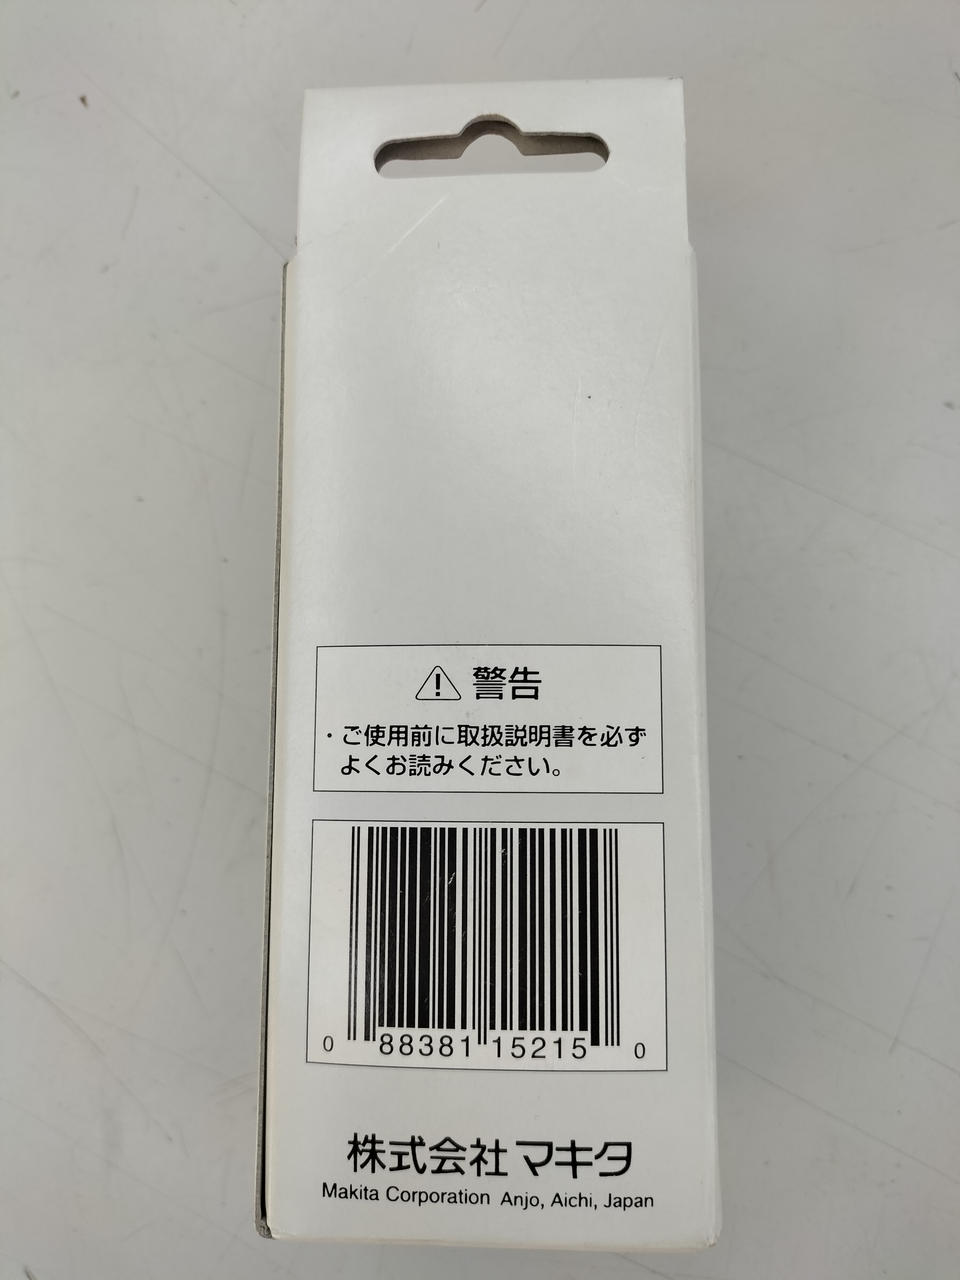 警告
・ご使用前に取扱説明書を必ず
よくお読みください。
0 88381 15215 0
株式会社マキタ
Makita Corporation Anjo, Aichi, Japan